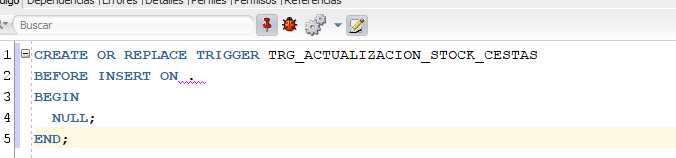 digo Dependencias Errores Detalles Perfiles Permisos Referencias
Buscar
1 CREATE OR REPLACE TRIGGER TRG_ACTUALIZACION_STOCK_CESTAS
2 BEFORE INSERT ON .
3 BEGIN
4 NULL;
5 END;